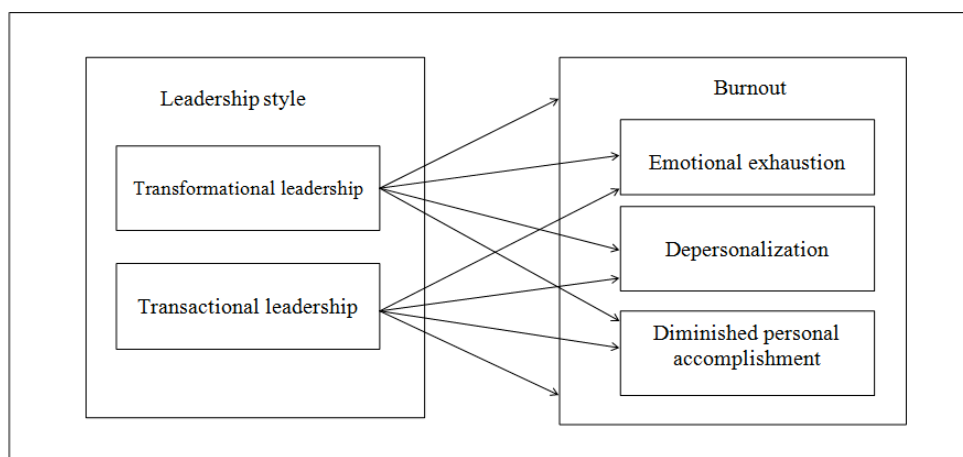 Leadership style
Transformational leadership
Transactional leadership
Burnout
Emotional exhaustion
Depersonalization
Diminished personal
accomplishment